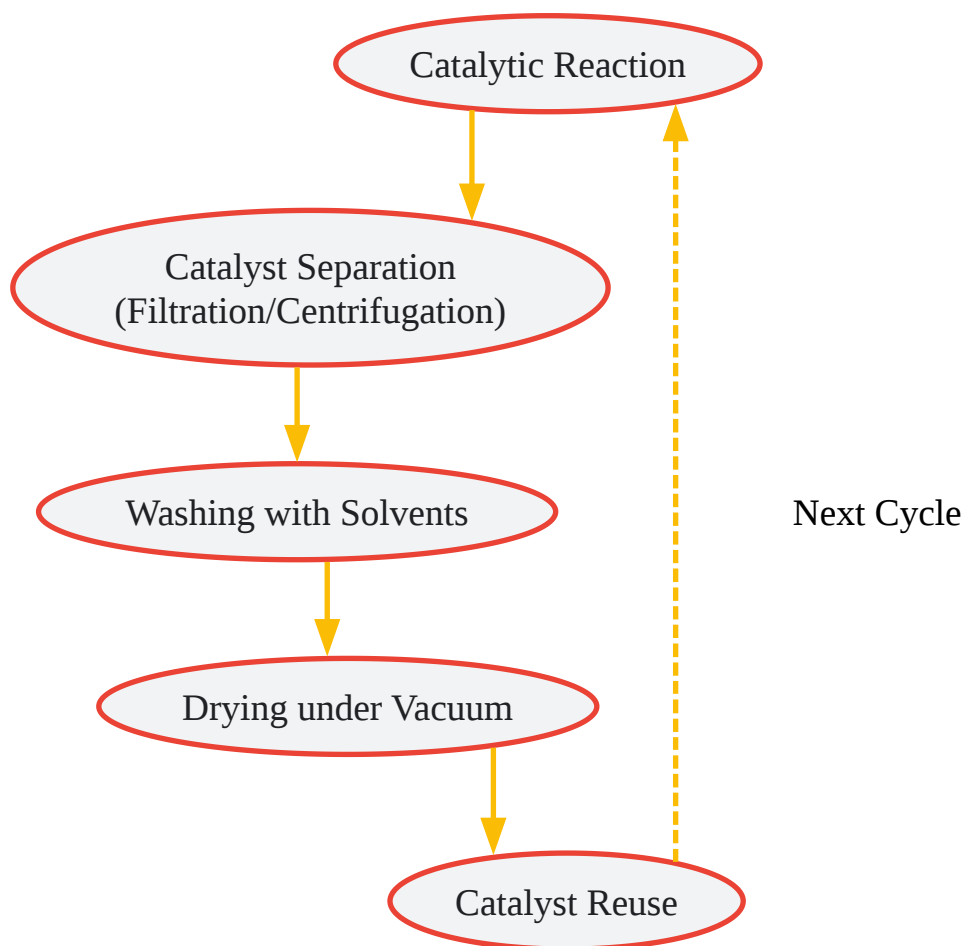 Catalytic Reaction
Catalyst Separation
(Filtration/Centrifugation)
Washing with Solvents
Next Cycle
Drying under Vacuum
Catalyst Reuse